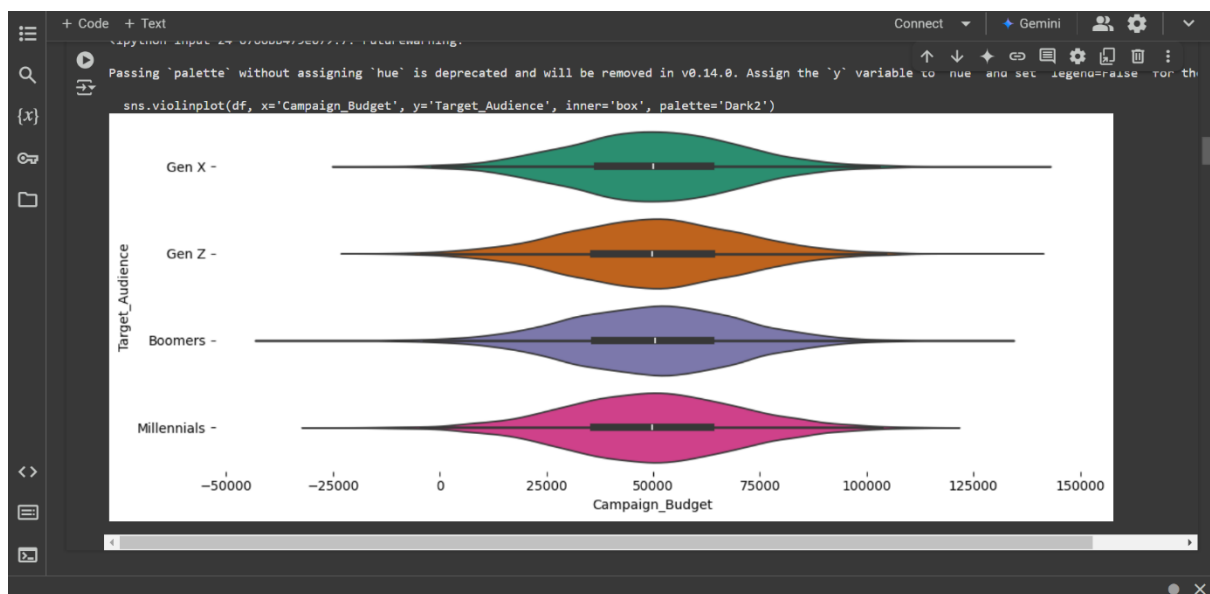 + Code + Text
Connect
Gemini
Passing `palette` without assigning `hue` is deprecated and will be removed in v0.14.0. Assign the `y` variable to `hue` and set `legend=False` for the
sns.violinplot(df, x='Campaign_Budget', y='Target_Audience', inner='box', palette='Dark2')
{x}
Gen X
Gen Z
Target_Audience
Boomers
Millennials
−50000 −25000 0 25000 50000 75000 100000 125000 150000
Campaign_Budget